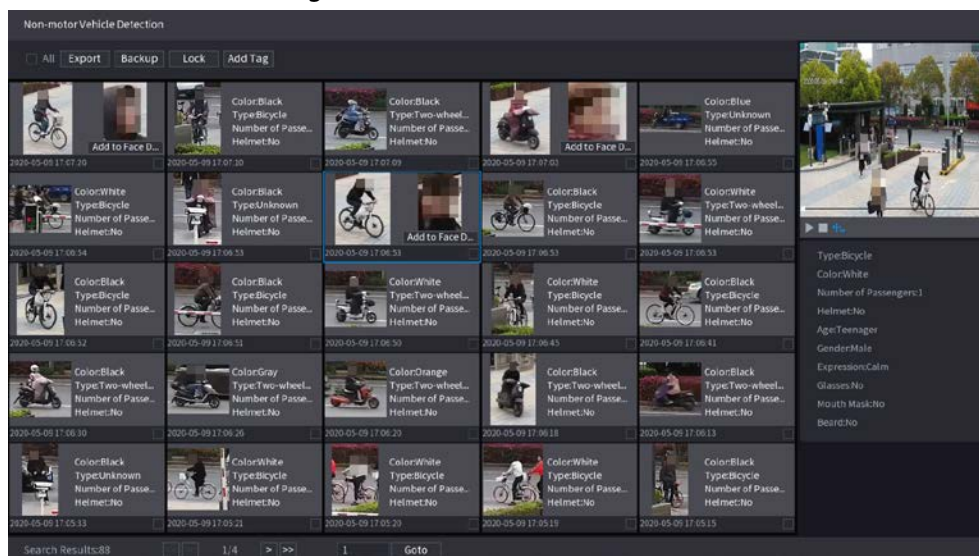 Non-motor Vehicle Detection
All Export Backup Lock Add Tag
Add to Face D...
2020-05-09 17:07:20
Color:Black
Type:Bicycle
Number of Passe...
Helmet:No
2020-05-09 17:07:10
Color:Black
Type:Two-wheel...
Number of Passe...
Helmet:No
2020-05-09 17:07:09
Add to Face D...
2020-05-09 17:07:03
Color:Blue
Type:Unknown
Number of Passe...
Helmet:No
2020-05-09 17:06:55
Color:White
Type:Bicycle
Number of Passe...
Helmet:No
2020-05-09 17:06:54
Color:Black
Type:Unknown
Number of Passe...
Helmet:No
2020-05-09 17:06:53
Add to Face D...
2020-05-09 17:06:53
Color:Black
Type:Bicycle
Number of Passe...
Helmet:No
2020-05-09 17:06:53
Color:White
Type:Two-wheel...
Number of Passe...
Helmet:No
2020-05-09 17:06:53
Color:Black
Type:Bicycle
Number of Passe...
Helmet:No
2020-05-09 17:06:52
Color:Black
Type:Bicycle
Number of Passe...
Helmet:No
2020-05-09 17:06:51
Color:White
Type:Two-wheel...
Number of Passe...
Helmet:No
2020-05-09 17:06:50
Color:White
Type:Bicycle
Number of Passe...
Helmet:No
2020-05-09 17:06:45
Color:Black
Type:Bicycle
Number of Passe...
Helmet:No
2020-05-09 17:06:41
Color:Black
Type:Two-wheel...
Number of Passe...
Helmet:No
2020-05-09 17:06:30
Color:Gray
Type:Two-wheel...
Number of Passe...
Helmet:No
2020-05-09 17:06:26
Color:Orange
Type:Two-wheel...
Number of Passe...
Helmet:No
2020-05-09 17:06:20
Color:Black
Type:Two-wheel...
Number of Passe...
Helmet:No
2020-05-09 17:06:18
Color:Black
Type:Two-wheel...
Number of Passe...
Helmet:No
2020-05-09 17:06:13
Color:Black
Type:Unknown
Number of Passe...
Helmet:No
2020-05-09 17:05:33
Color:White
Type:Bicycle
Number of Passe...
Helmet:No
2020-05-09 17:05:21
Color:White
Type:Bicycle
Number of Passe...
Helmet:No
2020-05-09 17:05:20
Color:White
Type:Bicycle
Number of Passe...
Helmet:No
2020-05-09 17:05:19
Color:Black
Type:Bicycle
Number of Passe...
Helmet:No
2020-05-09 17:05:15
Type:Bicycle
Color:White
Number of Passengers:1
Helmet:No
Age:Teenager
Gender:Male
Expression:Calm
Glasses:No
Mouth Mask:No
Beard:No
Search Results:88 1/4 > >> 1 Goto